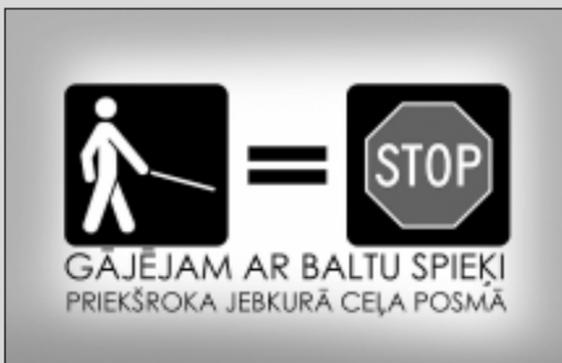 STOP
GĀJĒJAM AR BALTU SPIEĶI
PRIEKŠROKA JEBKURĀ CEĻA POSMĀ